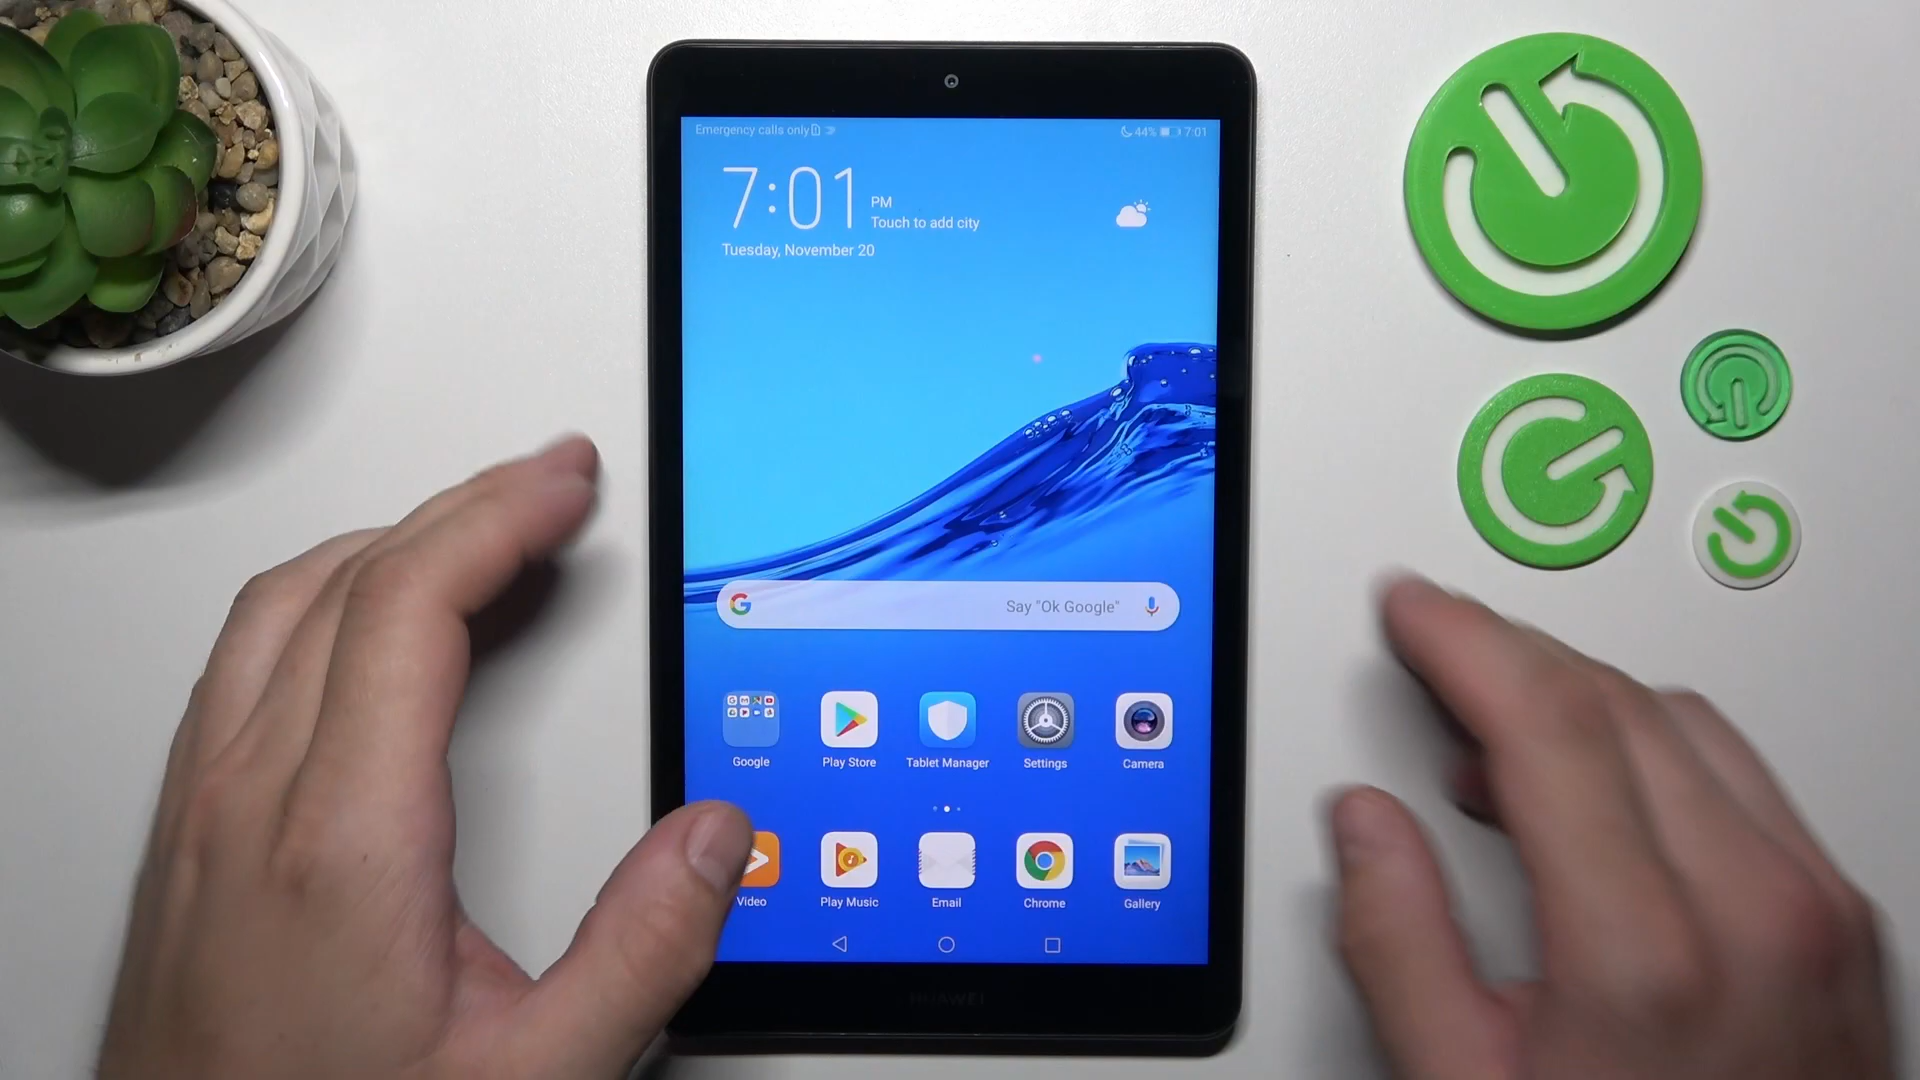 Emergency calls only
44% 7:01
7:01 PM
Touch to add city
Tuesday, November 20
Say "Ok Google"
Google
Play Store
Tablet Manager
Settings
Camera
Video
Play Music
Email
Chrome
Gallery
HUAWEI